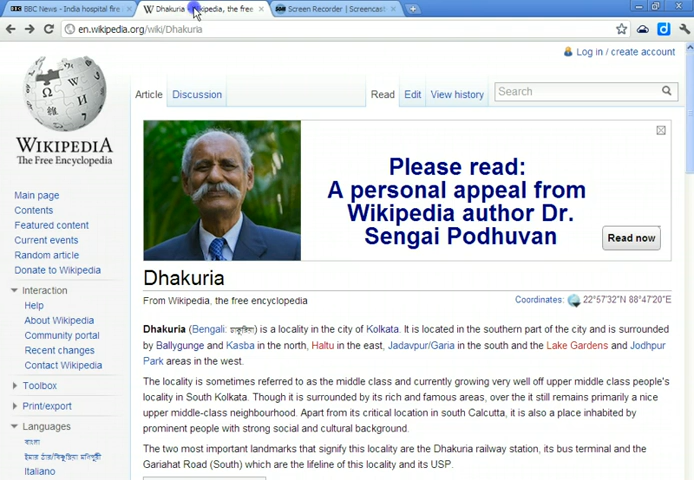 BBC News - India hospital fire
Dhakuria
Wikipedia, the free
Screen Recorder | Screencast
en.wikipedia.org/wiki/Dhakuria
Log in / create account
Article
Discussion
Read
Edit
View history
Search
WIKIPEDIA
The Free Encyclopedia
Main page
Contents
Featured content
Current events
Random article
Donate to Wikipedia
Interaction
Help
About Wikipedia
Community portal
Recent changes
Contact Wikipedia
Toolbox
Print/export
Languages
বাংলা
Italiano
Please read:
A personal appeal from
Wikipedia author Dr.
Sengai Podhuvan
Read now
Dhakuria
From Wikipedia, the free encyclopedia
Coordinates: 22°57′32″N 88°47′20″E
Dhakuria (Bengali: ঢাকুরিয়া) is a locality in the city of Kolkata. It is located in the southern part of the city and is surrounded
by Ballygunge and Kasba in the north, Haltu in the east, Jadavpur/Garia in the south and the Lake Gardens and Jodhpur
Park areas in the west.
The locality is sometimes referred to as the middle class and currently growing very well off upper middle class people's
locality in South Kolkata. Though it is surrounded by its rich and famous areas, over the it still remains primarily a nice
upper middle-class neighbourhood. Apart from its critical location in south Calcutta, it is also a place inhabited by
prominent people with strong social and cultural background.
The two most important landmarks that signify this locality are the Dhakuria railway station, its bus terminal and the
Gariahat Road (South) which are the lifeline of this locality and its USP.